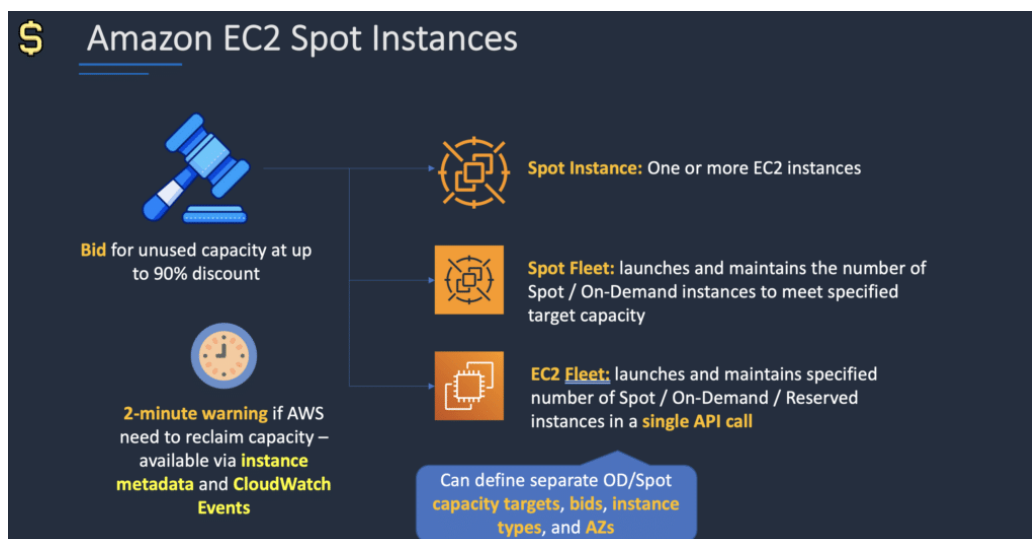 $
Amazon EC2 Spot Instances
Bid for unused capacity at up
to 90% discount
2-minute warning if AWS
need to reclaim capacity –
available via instance
metadata and CloudWatch
Events
Spot Instance: One or more EC2 instances
Spot Fleet: launches and maintains the number of
Spot / On-Demand instances to meet specified
target capacity
EC2 Fleet: launches and maintains specified
number of Spot / On-Demand / Reserved
instances in a single API call
Can define separate OD/Spot
capacity targets, bids, instance
types, and AZs